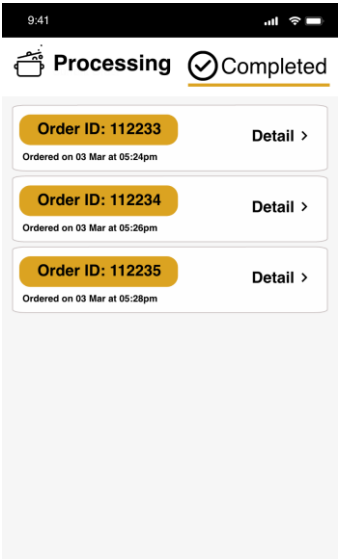 9:41
Processing
Completed
Order ID: 112233
Detail >
Ordered on 03 Mar at 05:24pm
Order ID: 112234
Detail >
Ordered on 03 Mar at 05:26pm
Order ID: 112235
Detail >
Ordered on 03 Mar at 05:28pm